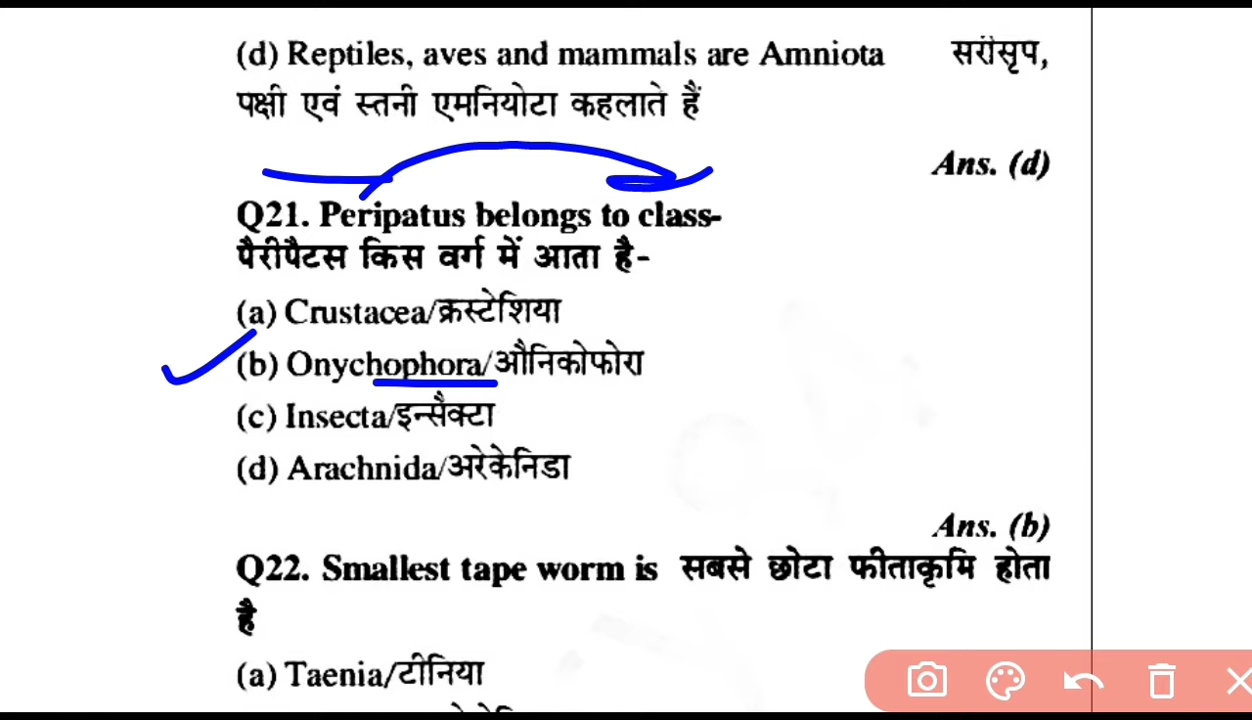 (d) Reptiles, aves and mammals are Amniota सरीसृप,
पक्षी एवं स्तनी एमनियोटा कहलाते हैं
Ans. (d)
Q21. Peripatus belongs to class-
पैरीपैटस किस वर्ग में आता है-
(a) Crustacea/क्रस्टेशिया
(b) Onychophora/औनिकोफोरा
(c) Insecta/इन्सैक्टा
(d) Arachnida/अरेकेनिडा
Ans. (b)
Q22. Smallest tape worm is सबसे छोटा फीताकृमि होता
है
(a) Taenia/टीनिया